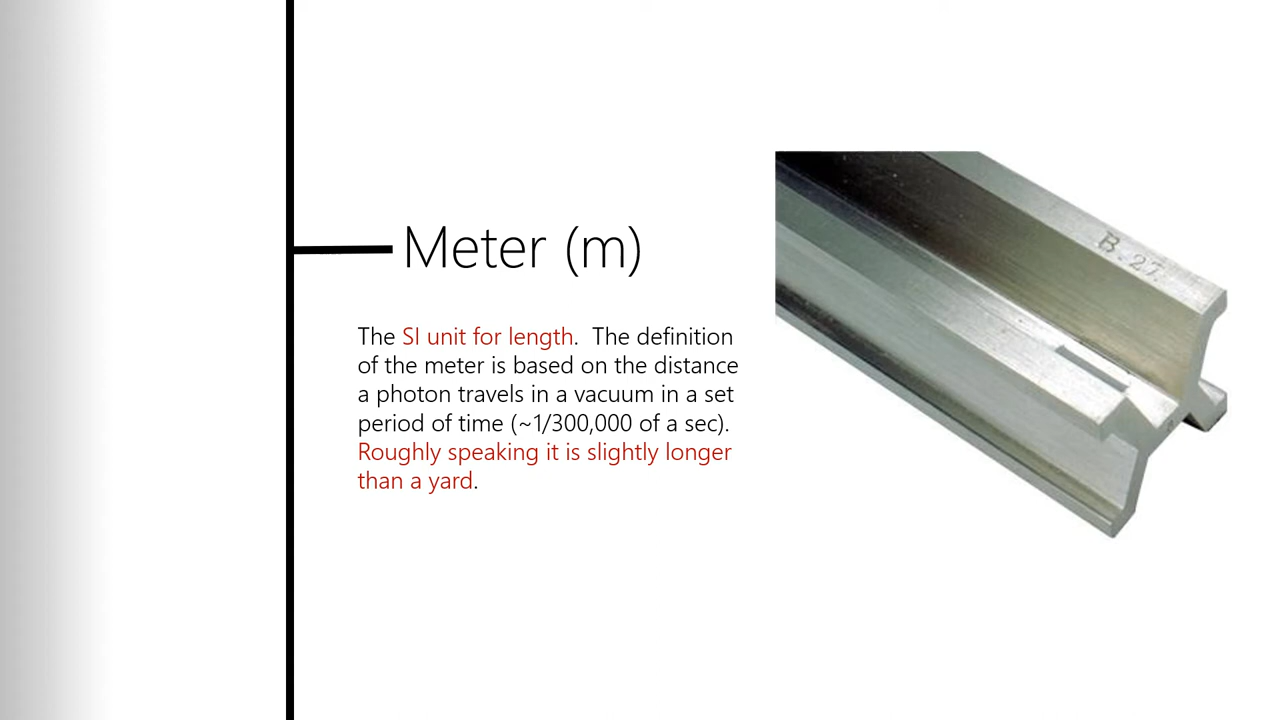 Meter (m)
The SI unit for length.  The definition
of the meter is based on the distance
a photon travels in a vacuum in a set
period of time (~1/300,000 of a sec).
Roughly speaking it is slightly longer
than a yard.
B.27.